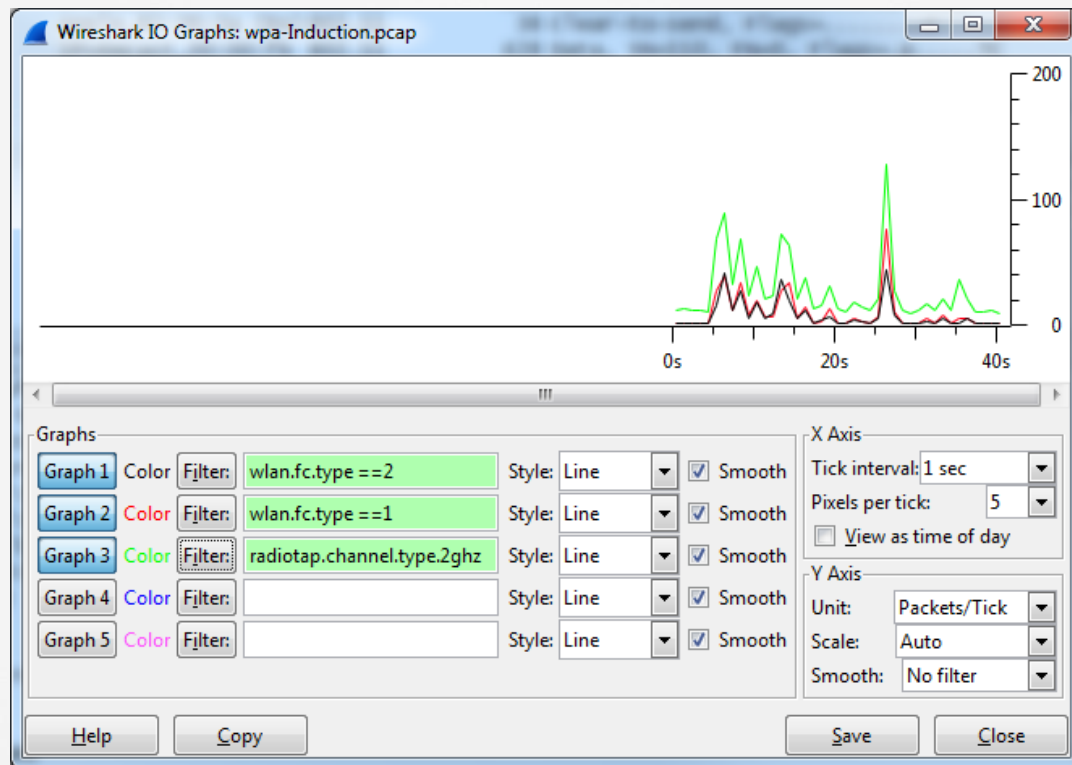 Wireshark IO Graphs: wpa-Induction.pcap
200
100
0
0s 20s 40s
Graphs
Graph 1 Color Filter: wlan.fc.type ==2 Style: Line Smooth
Graph 2 Color Filter: wlan.fc.type ==1 Style: Line Smooth
Graph 3 Color Filter: radiotap.channel.type.2ghz Style: Line Smooth
Graph 4 Color Filter: Style: Line Smooth
Graph 5 Color Filter: Style: Line Smooth
X Axis
Tick interval: 1 sec
Pixels per tick: 5
View as time of day
Y Axis
Unit: Packets/Tick
Scale: Auto
Smooth: No filter
Help Copy Save Close